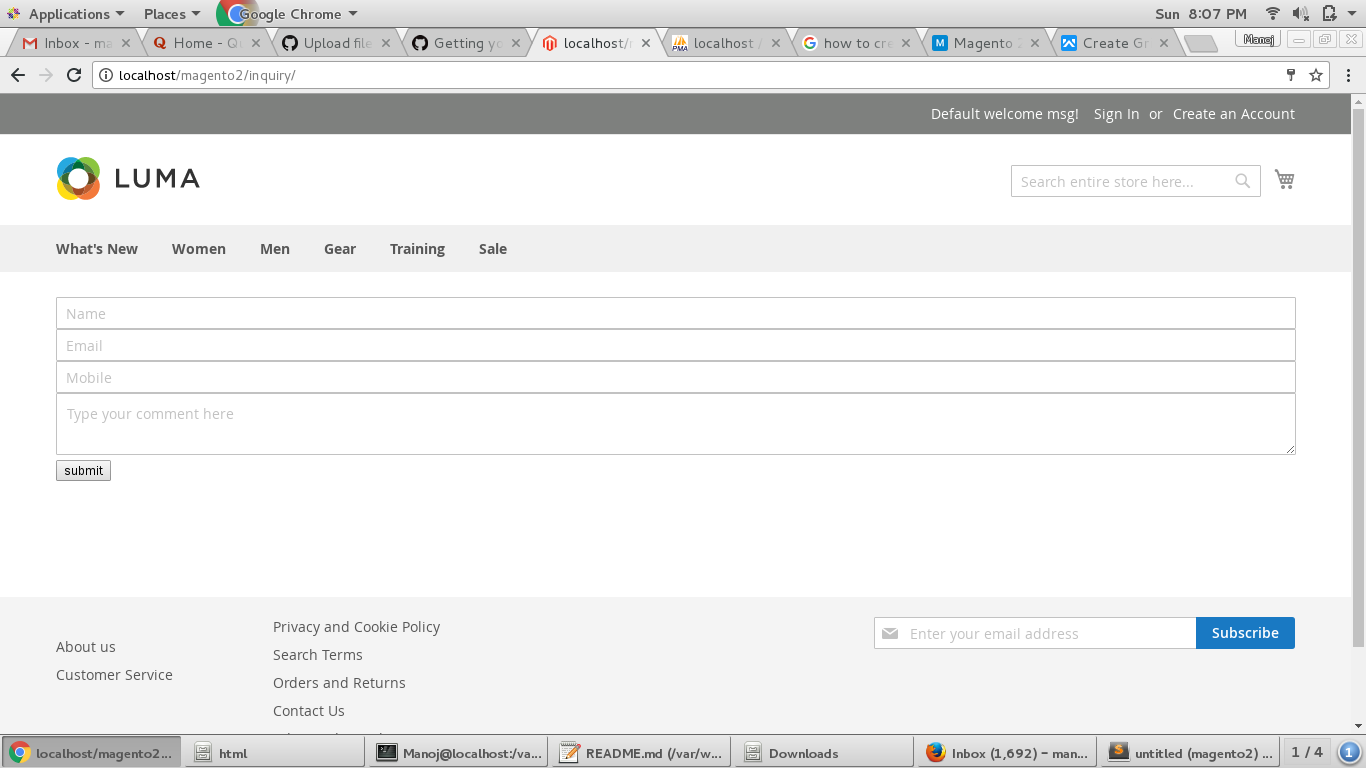 Applications Places Google Chrome Sun 8:07 PM
Inbox - ma Home - Qu Upload file Getting yo localhost/m localhost / how to cre Magento 2 Create Gr Manoj
localhost/magento2/inquiry/
Default welcome msg! Sign In or Create an Account
LUMA
Search entire store here...
What's New Women Men Gear Training Sale
Name
Email
Mobile
Type your comment here
submit
Privacy and Cookie Policy
Enter your email address Subscribe
About us
Search Terms
Customer Service
Orders and Returns
Contact Us
localhost/magento2... html Manoj@localhost:/va... README.md (/var/w... Downloads Inbox (1,692) - man... untitled (magento2) ... 1 / 4 1